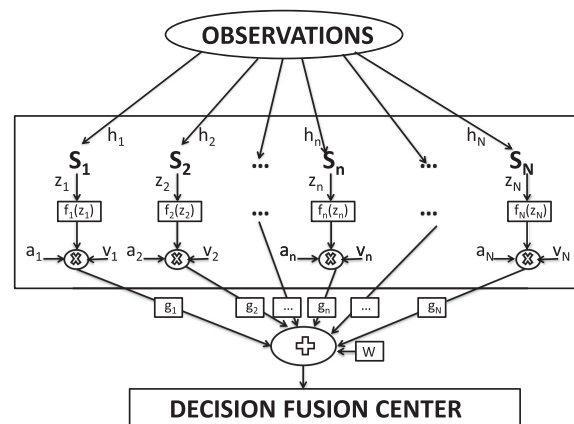 OBSERVATIONS
h1 h2 hn hN
S1 S2 ... Sn ... SN
z1 z2 zn zN
f1(z1) f2(z2) ... fn(zn) ... fN(zN)
a1 v1 a2 v2 an vn aN vN
g1 g2 ... gn ... gN
W
DECISION FUSION CENTER